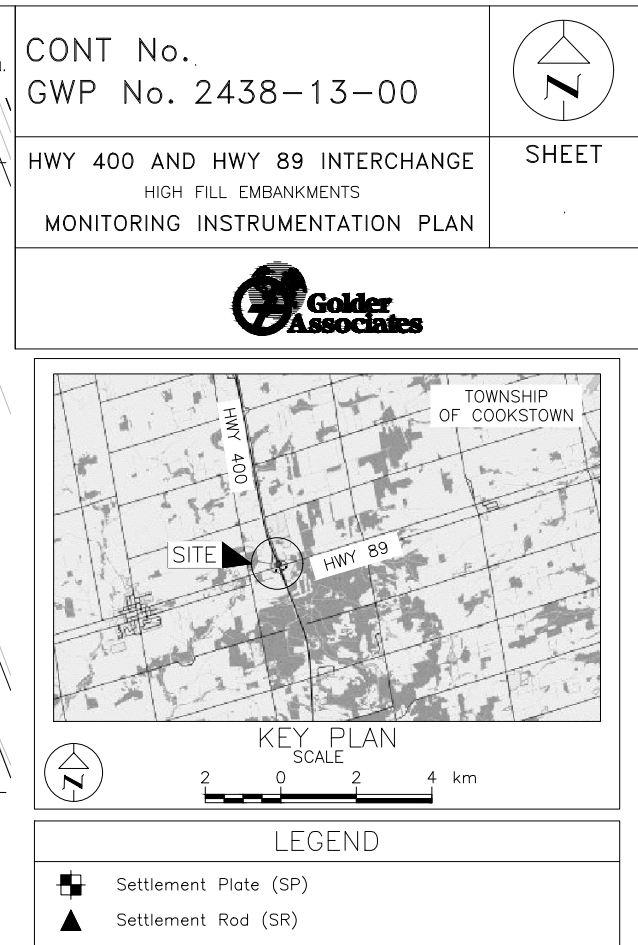 CONT No.
GWP No. 2438-13-00
N
HWY 400 AND HWY 89 INTERCHANGE
HIGH FILL EMBANKMENTS
MONITORING INSTRUMENTATION PLAN
SHEET
Golder
Associates
TOWNSHIP
OF COOKSTOWN
HWY 400
SITE
HWY 89
KEY PLAN
SCALE
N
2 0 2 4 km
LEGEND
Settlement Plate (SP)
Settlement Rod (SR)